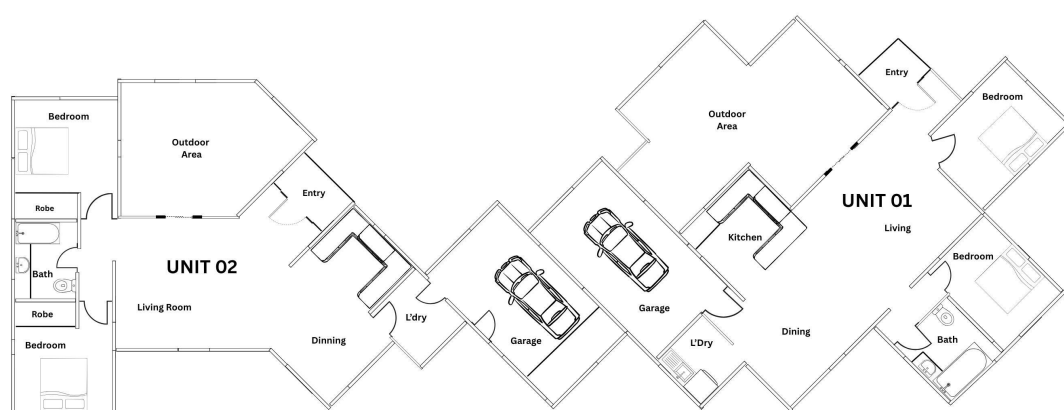 Bedroom
Outdoor
Area
Robe
Entry
Bath
UNIT 02
Robe
Living Room
L'dry
Bedroom
Dinning
Garage
Entry
Bedroom
Outdoor
Area
UNIT 01
Kitchen
Living
Bedroom
Garage
Dining
L'Dry
Bath